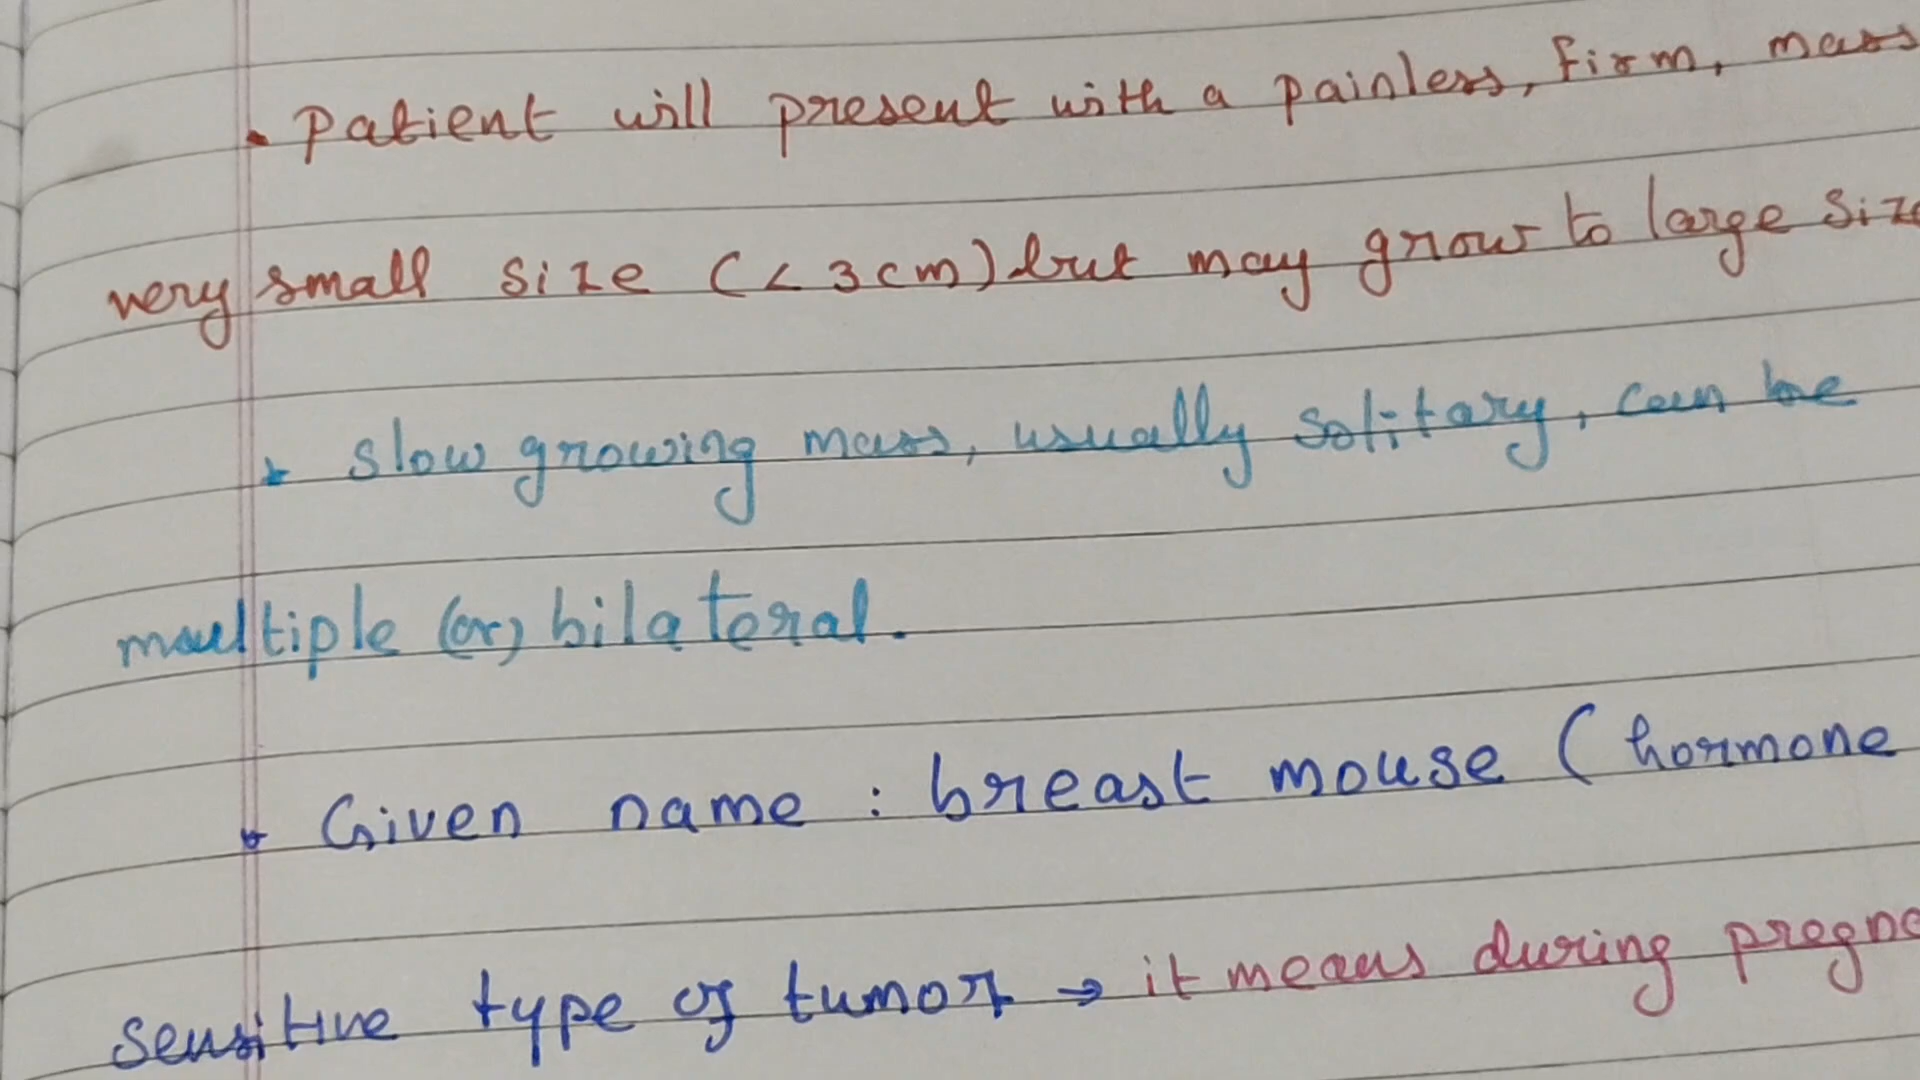 • Patient will present with a painless, firm, mass
very small size (< 3cm) but may grow to large size
* slow growing mass, usually solitary, can be
multiple (or) bilateral.
* Given name : breast mouse (hormone
sensitive type of tumor → it means during pregna